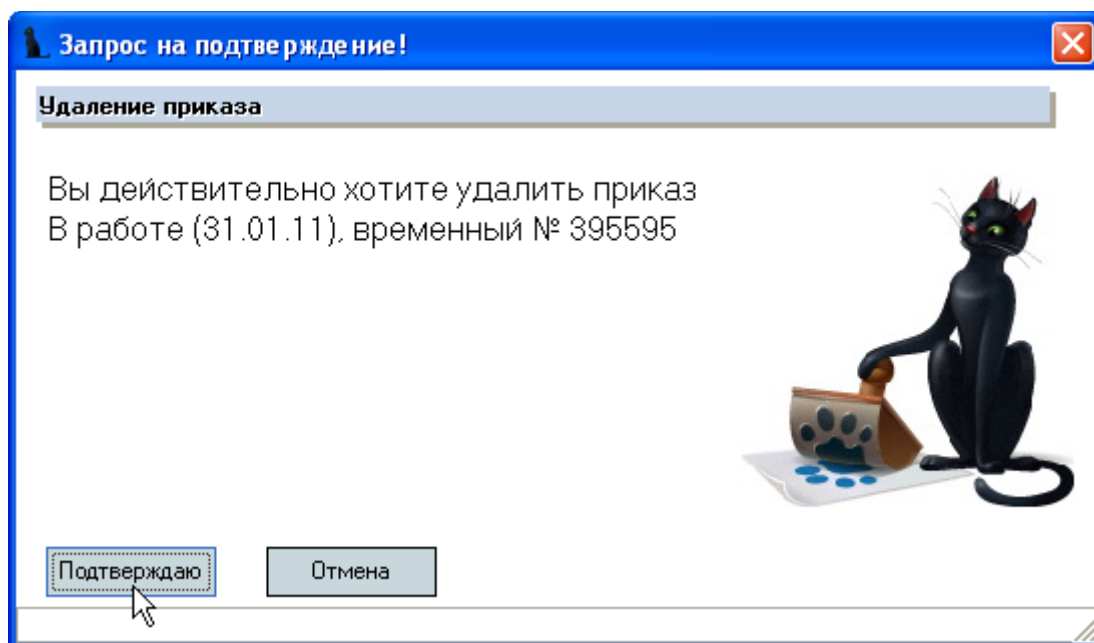 Запрос на подтверждение!
Удаление приказа
Вы действительно хотите удалить приказ
В работе (31.01.11), временный № 395595
Подтверждаю
Отмена